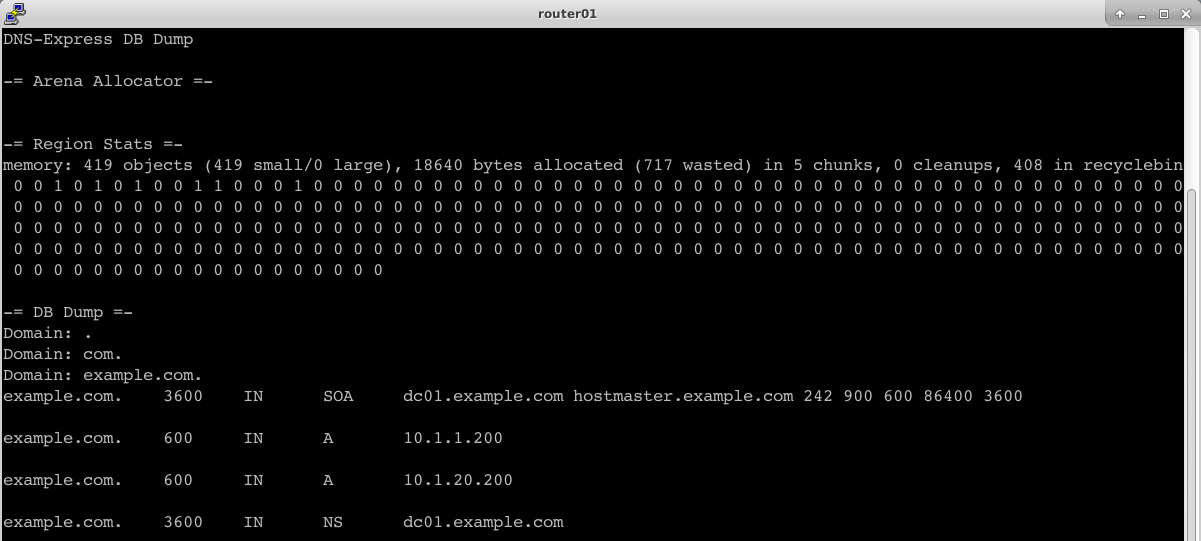 router01
DNS-Express DB Dump
-= Arena Allocator =-
-= Region Stats =-
memory: 419 objects (419 small/0 large), 18640 bytes allocated (717 wasted) in 5 chunks, 0 cleanups, 408 in recyclebin
0 0 1 0 1 0 1 0 0 1 1 0 0 0 1 0 0 0 0 0 0 0 0 0 0 0 0 0 0 0 0 0 0 0 0 0 0 0 0 0 0 0 0 0 0 0 0 0 0 0 0 0 0 0 0 0 0 0 0
0 0 0 0 0 0 0 0 0 0 0 0 0 0 0 0 0 0 0 0 0 0 0 0 0 0 0 0 0 0 0 0 0 0 0 0 0 0 0 0 0 0 0 0 0 0 0 0 0 0 0 0 0 0 0 0 0 0 0
0 0 0 0 0 0 0 0 0 0 0 0 0 0 0 0 0 0 0 0 0 0 0 0 0 0 0 0 0 0 0 0 0 0 0 0 0 0 0 0 0 0 0 0 0 0 0 0 0 0 0 0 0 0 0 0 0 0 0
0 0 0 0 0 0 0 0 0 0 0 0 0 0 0 0 0 0 0 0 0 0 0 0 0 0 0 0 0 0 0 0 0 0 0 0 0 0 0 0 0 0 0 0 0 0 0 0 0 0 0 0 0 0 0 0 0 0 0
0 0 0 0 0 0 0 0 0 0 0 0 0 0 0 0 0 0 0
-= DB Dump =-
Domain: .
Domain: com.
Domain: example.com.
example.com. 3600 IN SOA dc01.example.com hostmaster.example.com 242 900 600 86400 3600
example.com. 600 IN A 10.1.1.200
example.com. 600 IN A 10.1.20.200
example.com. 3600 IN NS dc01.example.com